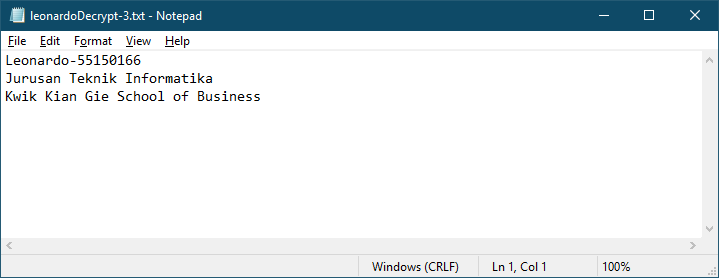 leonardoDecrypt-3.txt - Notepad
File Edit Format View Help
Leonardo-55150166
Jurusan Teknik Informatika
Kwik Kian Gie School of Business
Windows (CRLF) Ln 1, Col 1 100%